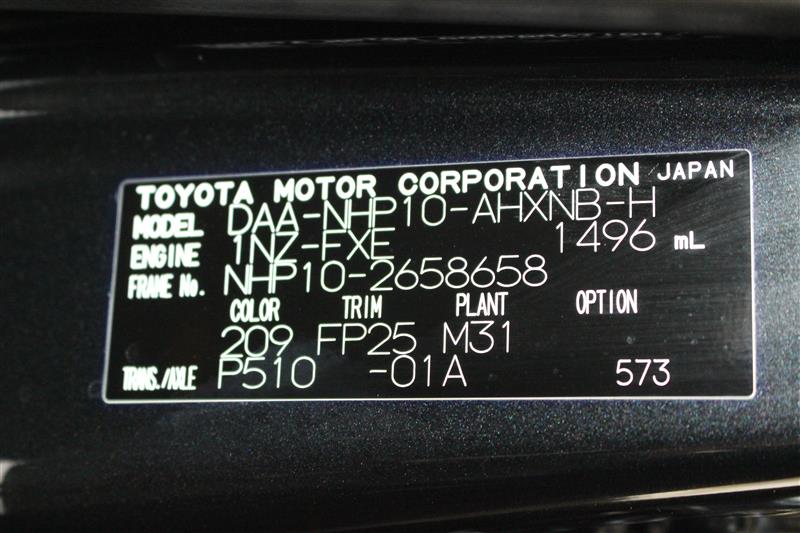 TOYOTA MOTOR CORPORATION JAPAN
MODEL DAA-NHP10-AHXNB-H
ENGINE 1NZ-FXE 1496 mL
FRAME No. NHP10-2658658
COLOR TRIM PLANT OPTION
209 FP25 M31
TRANS./AXLE P510 -01A 573